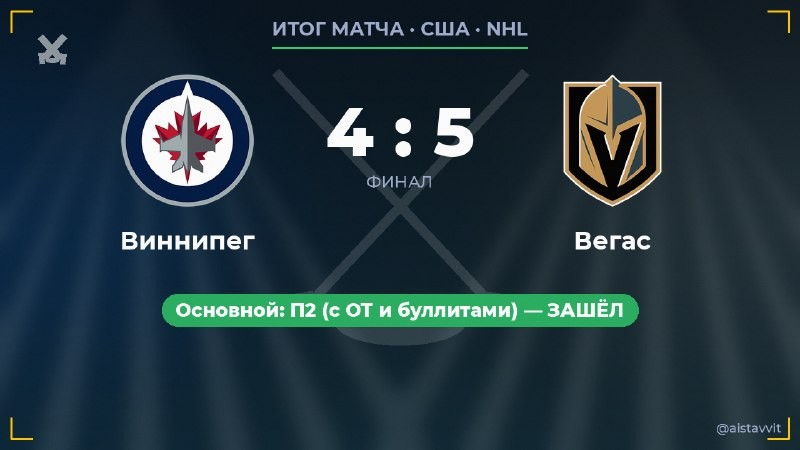 ИТОГ МАТЧА · США · NHL
4 : 5
ФИНАЛ
Виннипег
Вегас
Основной: П2 (с ОТ и буллитами) — ЗАШЁЛ
@aistavvit